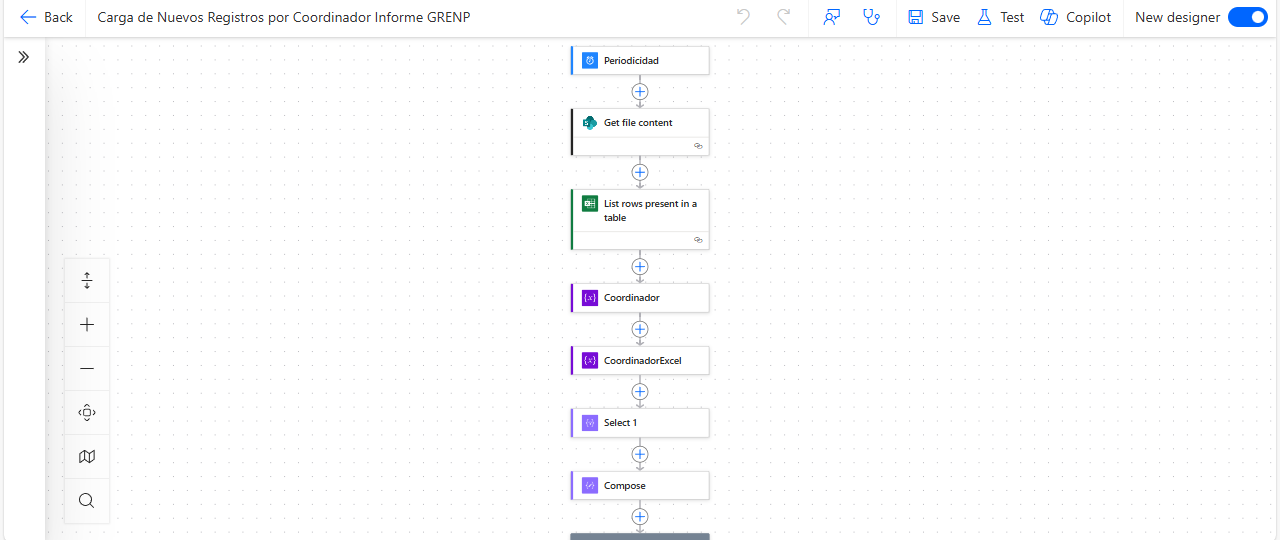 Back
Carga de Nuevos Registros por Coordinador Informe GRENP
Save
Test
Copilot
New designer
Periodicidad
Get file content
List rows present in a
table
Coordinador
CoordinadorExcel
Select 1
Compose